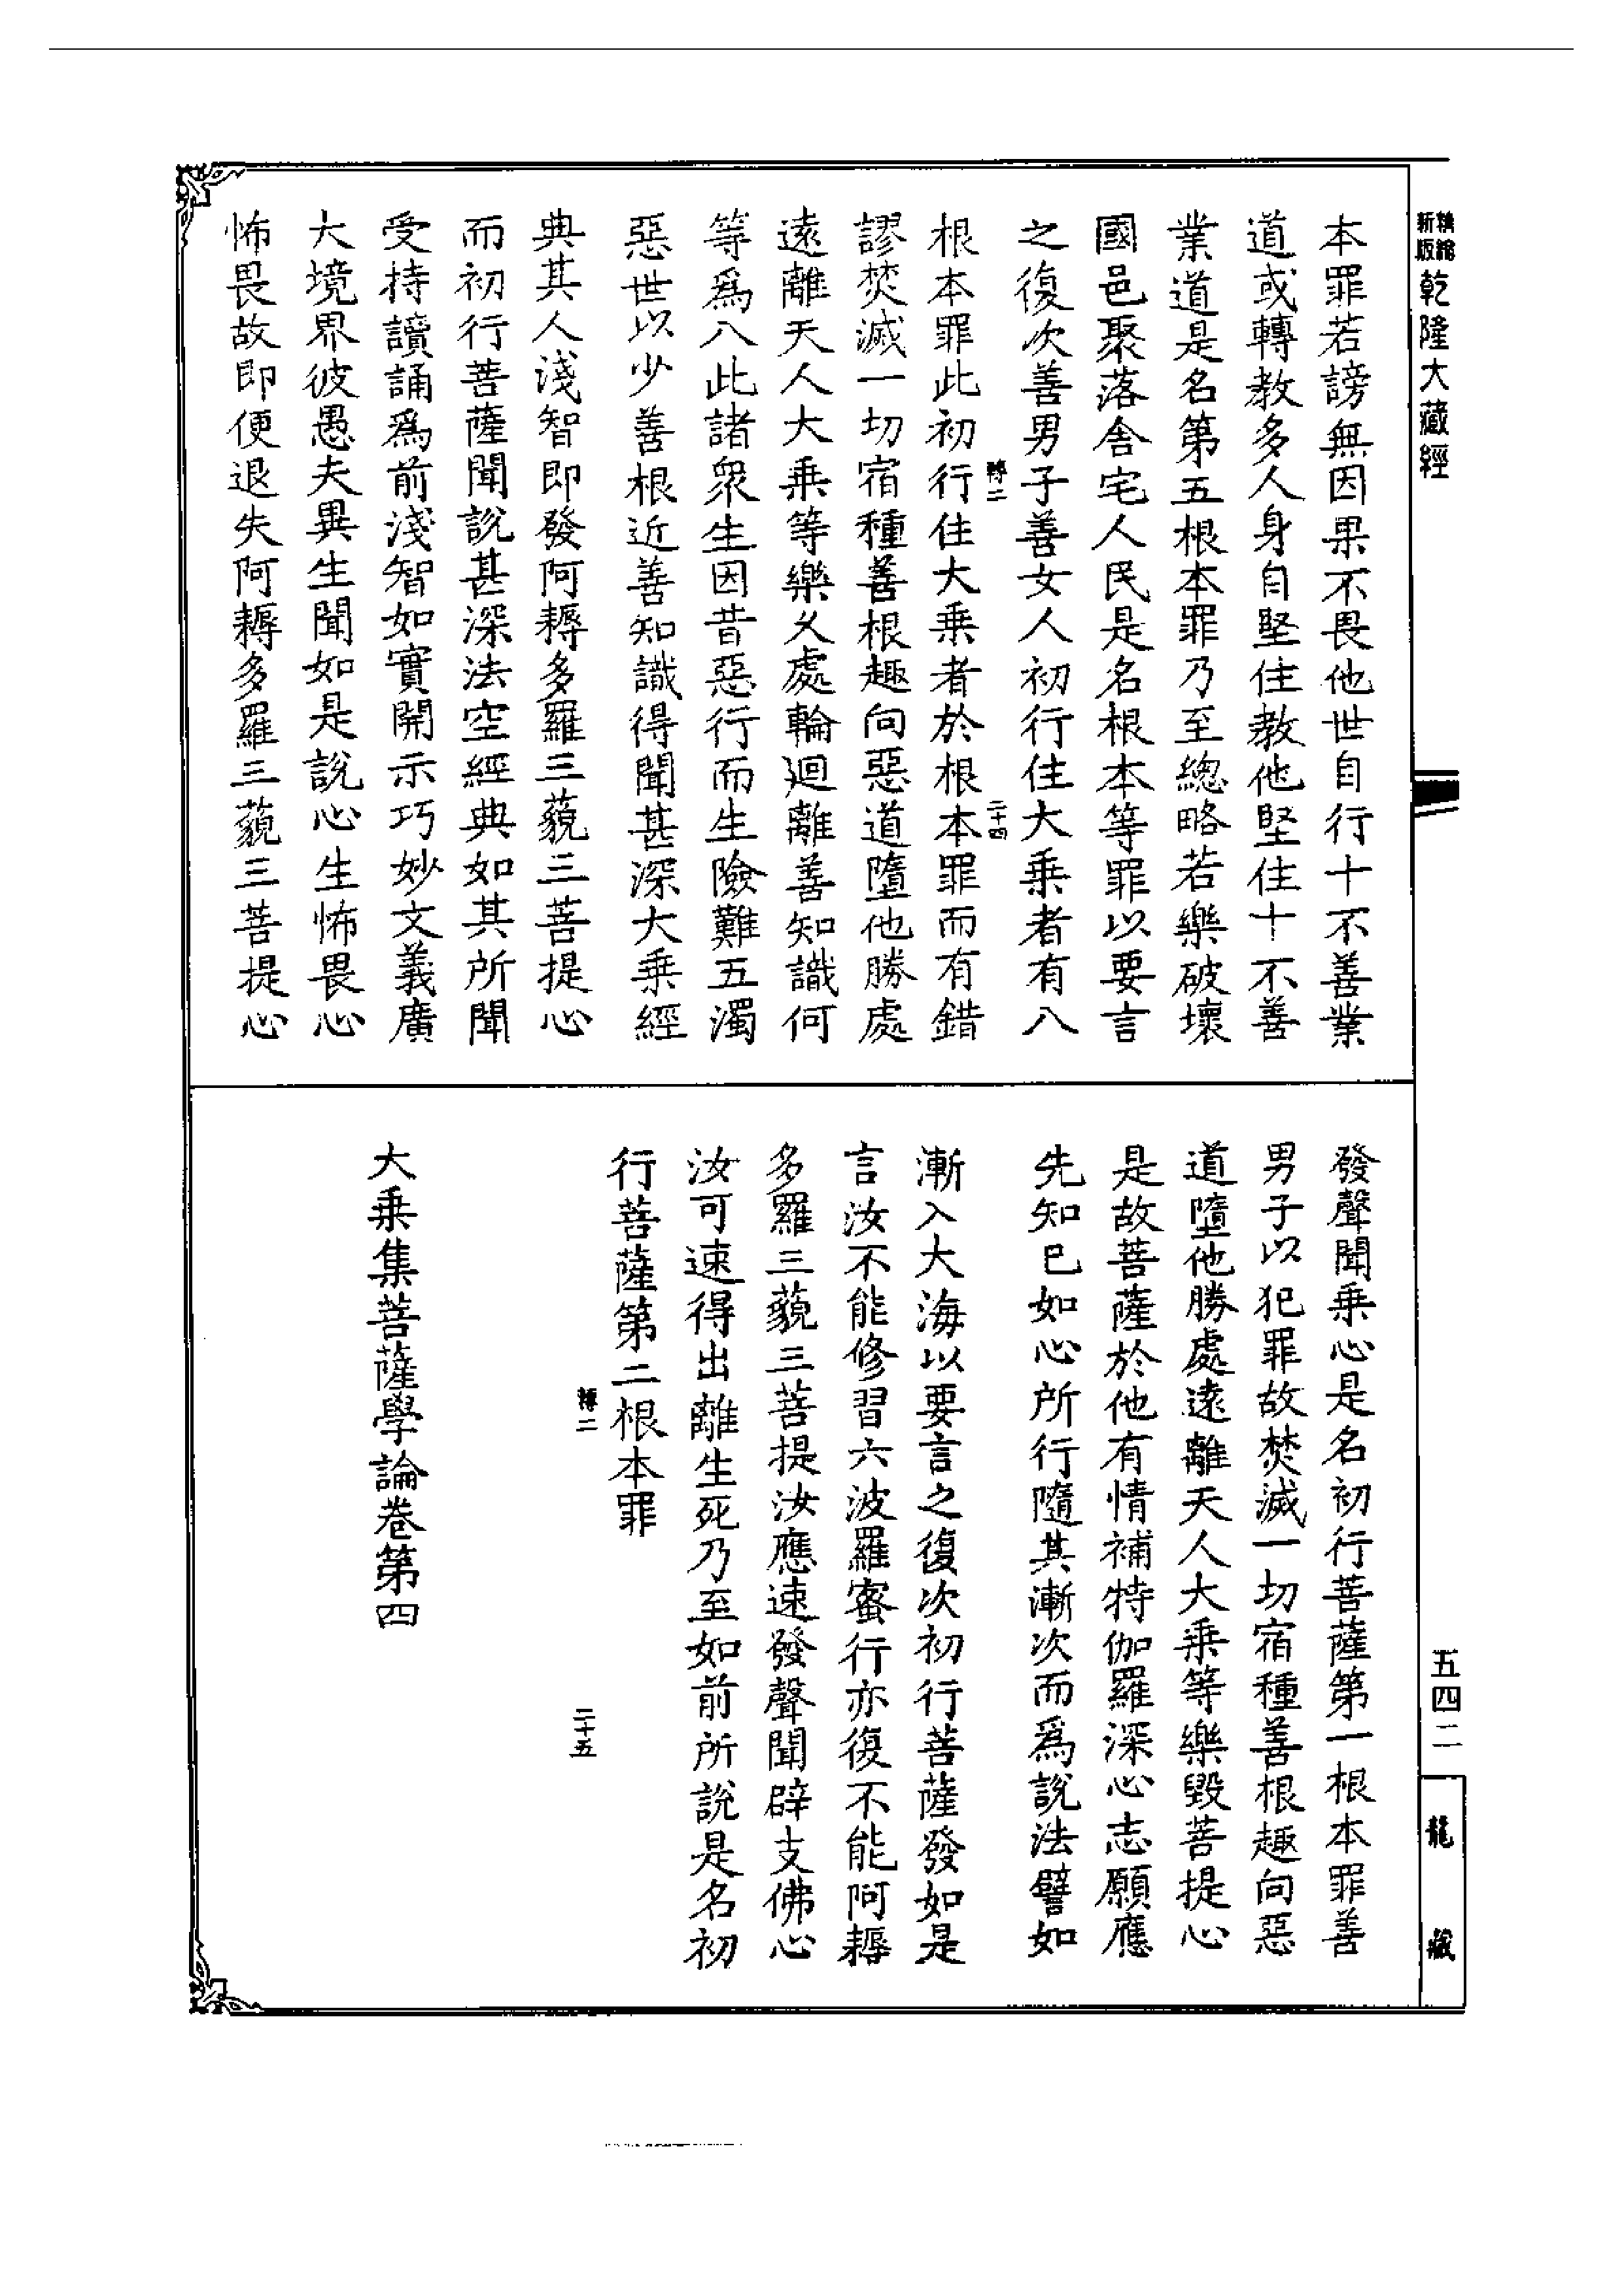 新版
精縮
乾隆大藏經
本罪若謗無因果不畏他世自行十不善業
道或轉教多人身自堅住教他堅住十不善
業道是名第五根本罪乃至總略若樂破壞
國邑聚落舍宅人民是名根本等罪以要言
之復次善男子善女人初行住大乘者有八
轉二
二十四
根本罪此初行住大乘者於根本罪而有錯
謬焚滅一切宿種善根趣向惡道墮他勝處
遠離天人大乘等樂久處輪迴離善知識何
等為八此諸眾生因昔惡行而生險難五濁
惡世以少善根近善知識得聞甚深大乘經
典其人淺智即發阿耨多羅三藐三菩提心
而初行菩薩聞說甚深法空經典如其所聞
受持讀誦為前淺智如實開示巧妙文義廣
大境界彼愚夫異生聞如是說心生怖畏心
怖畏故即便退失阿耨多羅三藐三菩提心
發聲聞乘心是名初行菩薩第一根本罪善
男子以犯罪故焚滅一切宿種善根趣向惡
道墮他勝處遠離天人大乘等樂毀菩提心
是故菩薩於他有情補特伽羅深心志願應
先知已如心所行隨其漸次而為說法譬如
漸入大海以要言之復次初行菩薩發如是
言汝不能修習六波羅蜜行亦復不能阿耨
多羅三藐三菩提汝應速發聲聞辟支佛心
汝可速得出離生死乃至如前所說是名初
行菩薩第二根本罪
轉二
二十五
大乘集菩薩學論卷第四
五四二
龍藏